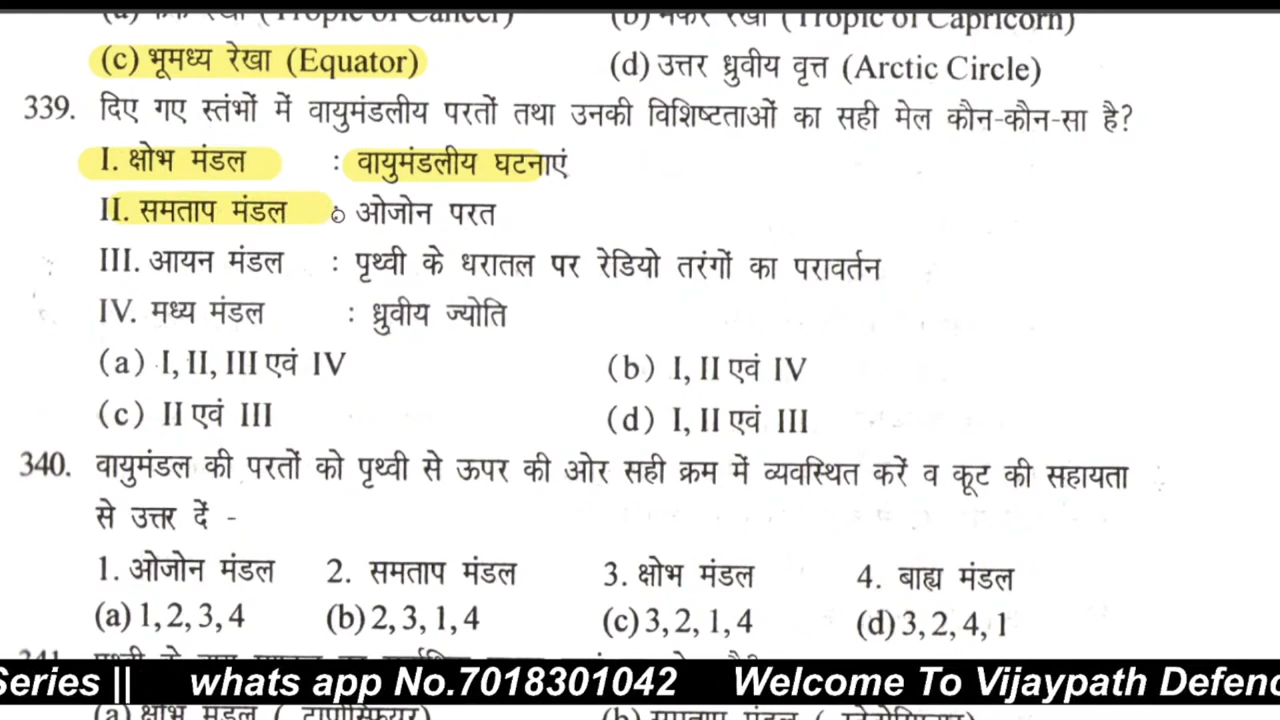 (c) भूमध्य रेखा (Equator) (d) उत्तर ध्रुवीय वृत्त (Arctic Circle)
339. दिए गए स्तंभों में वायुमंडलीय परतों तथा उनकी विशिष्टताओं का सही मेल कौन-कौन-सा है?
I. क्षोभ मंडल : वायुमंडलीय घटनाएं
II. समताप मंडल : ओजोन परत
III. आयन मंडल : पृथ्वी के धरातल पर रेडियो तरंगों का परावर्तन
IV. मध्य मंडल : ध्रुवीय ज्योति
(a) I, II, III एवं IV (b) I, II एवं IV
(c) II एवं III (d) I, II एवं III
340. वायुमंडल की परतों को पृथ्वी से ऊपर की ओर सही क्रम में व्यवस्थित करें व कूट की सहायता
से उत्तर दें -
1. ओजोन मंडल 2. समताप मंडल 3. क्षोभ मंडल 4. बाह्य मंडल
(a) 1, 2, 3, 4 (b) 2, 3, 1, 4 (c) 3, 2, 1, 4 (d) 3, 2, 4, 1
Series || whats app No.7018301042 Welcome To Vijaypath Defenc